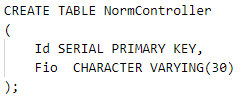 CREATE TABLE NormController
(
    Id SERIAL PRIMARY KEY,
    Fio  CHARACTER VARYING(30)
);